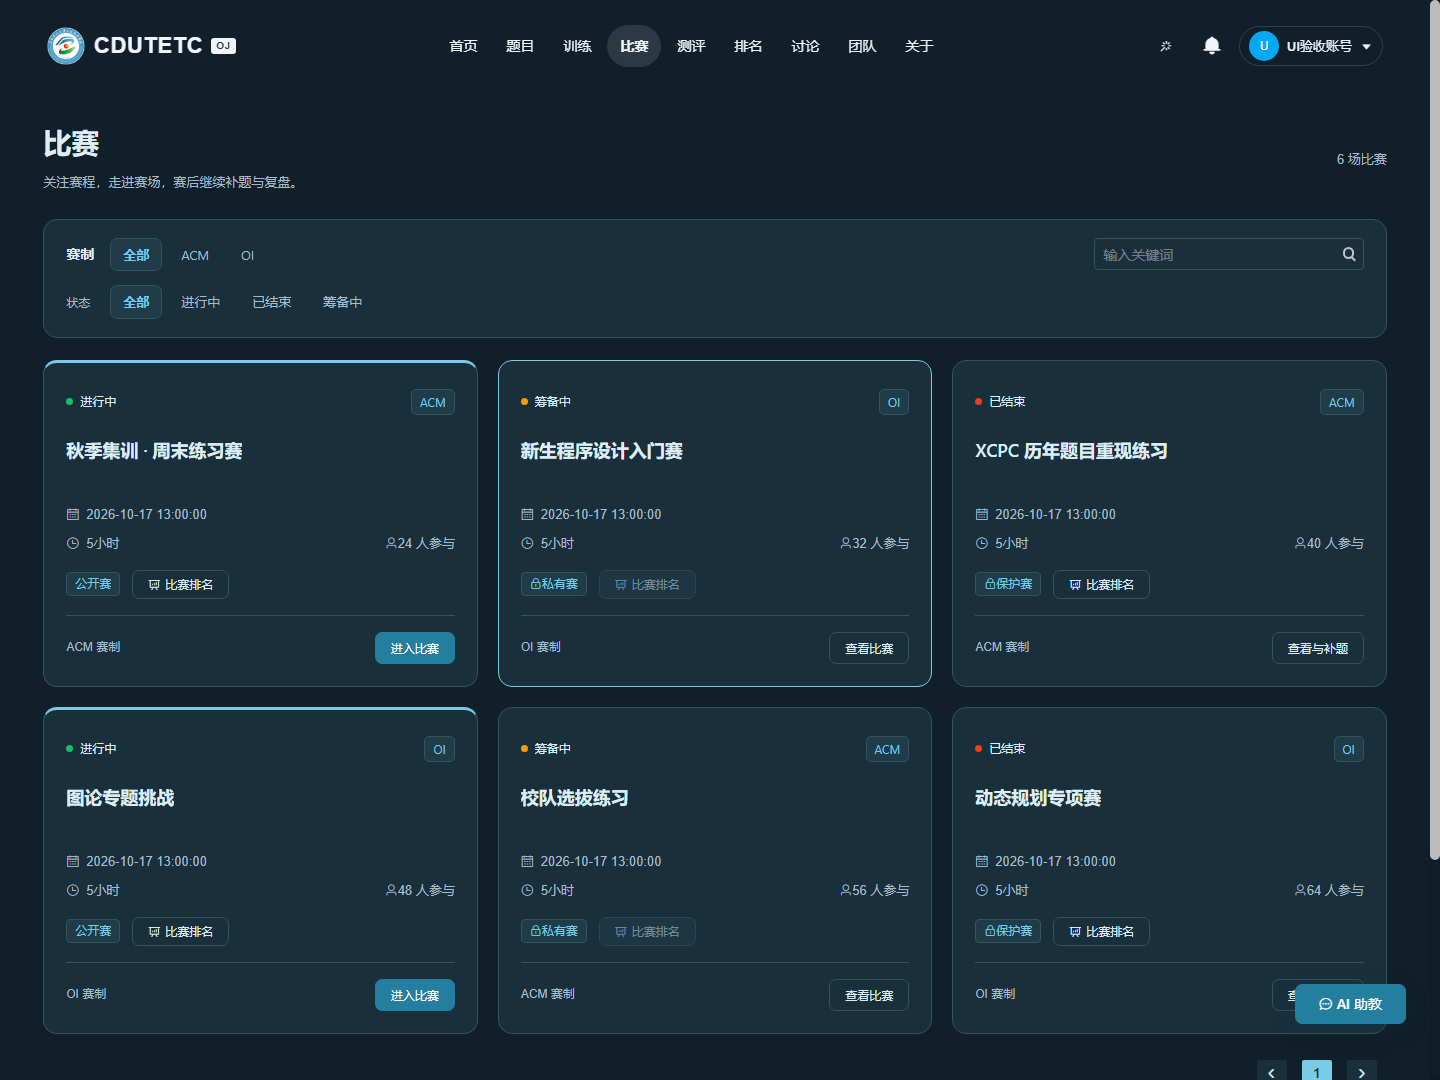 CDUTETC OJ 首页 题目 训练 比赛 测评 排名 讨论 团队 关于 U UI验收账号
比赛
6 场比赛
关注赛程，走进赛场，赛后继续补题与复盘。
赛制 全部 ACM OI 输入关键词
状态 全部 进行中 已结束 筹备中
进行中 ACM
秋季集训 · 周末练习赛
2026-10-17 13:00:00
5小时 24 人参与
公开赛 比赛排名
ACM 赛制 进入比赛
筹备中 OI
新生程序设计入门赛
2026-10-17 13:00:00
5小时 32 人参与
私有赛 比赛排名
OI 赛制 查看比赛
已结束 ACM
XCPC 历年题目重现练习
2026-10-17 13:00:00
5小时 40 人参与
保护赛 比赛排名
ACM 赛制 查看与补题
进行中 OI
图论专题挑战
2026-10-17 13:00:00
5小时 48 人参与
公开赛 比赛排名
OI 赛制 进入比赛
筹备中 ACM
校队选拔练习
2026-10-17 13:00:00
5小时 56 人参与
私有赛 比赛排名
ACM 赛制 查看比赛
已结束 OI
动态规划专项赛
2026-10-17 13:00:00
5小时 64 人参与
保护赛 比赛排名
OI 赛制
AI 助教
1